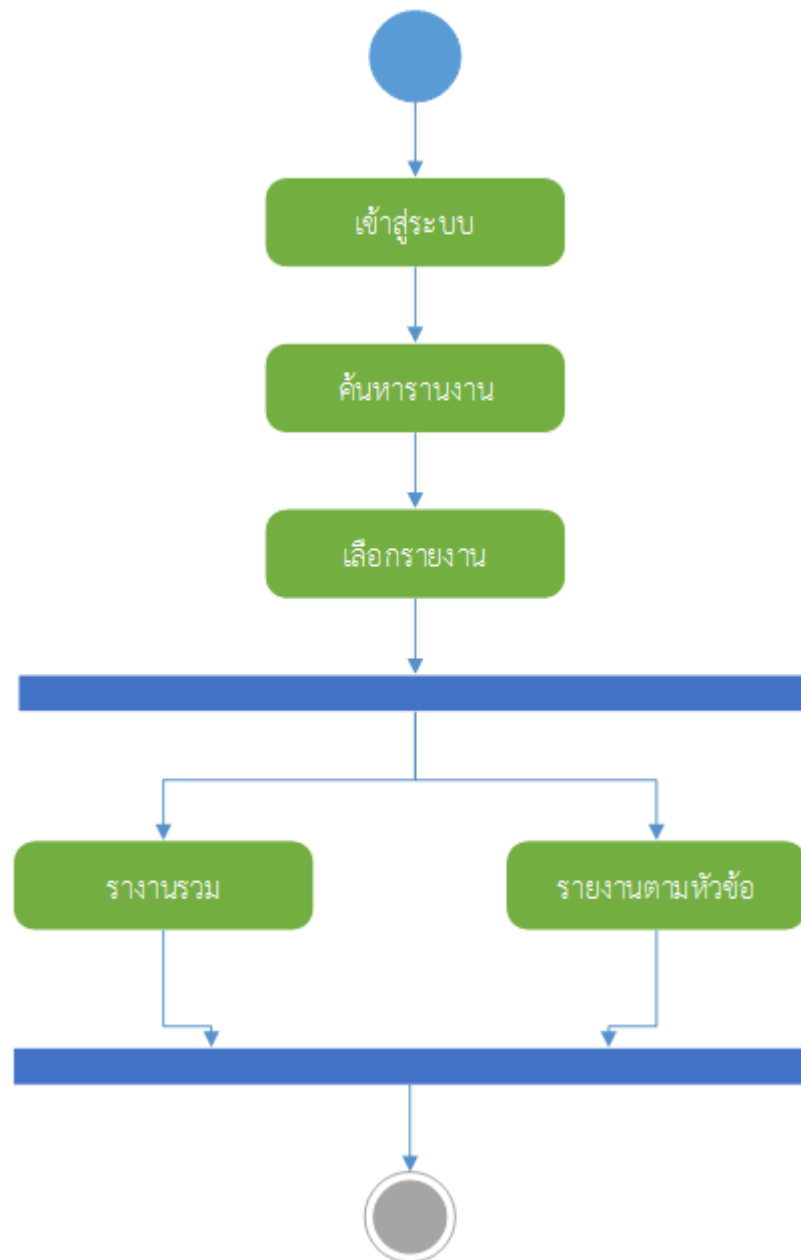 เข้าสู่ระบบ
ค้นหารานงาน
เลือกรายงาน
รางานรวม
รายงานตามหัวข้อ